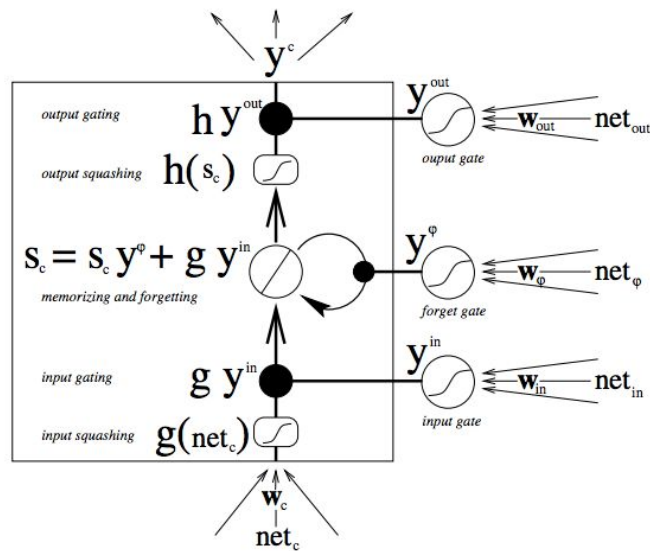 y^c
output gating h y^out y^out
w_out net_out
ouput gate
output squashing h(s_c)
s_c = s_c y^φ + g y^in y^φ
memorizing and forgetting
w_φ net_φ
forget gate
y^in
input gating g y^in
w_in net_in
input gate
input squashing g(net_c)
w_c
net_c